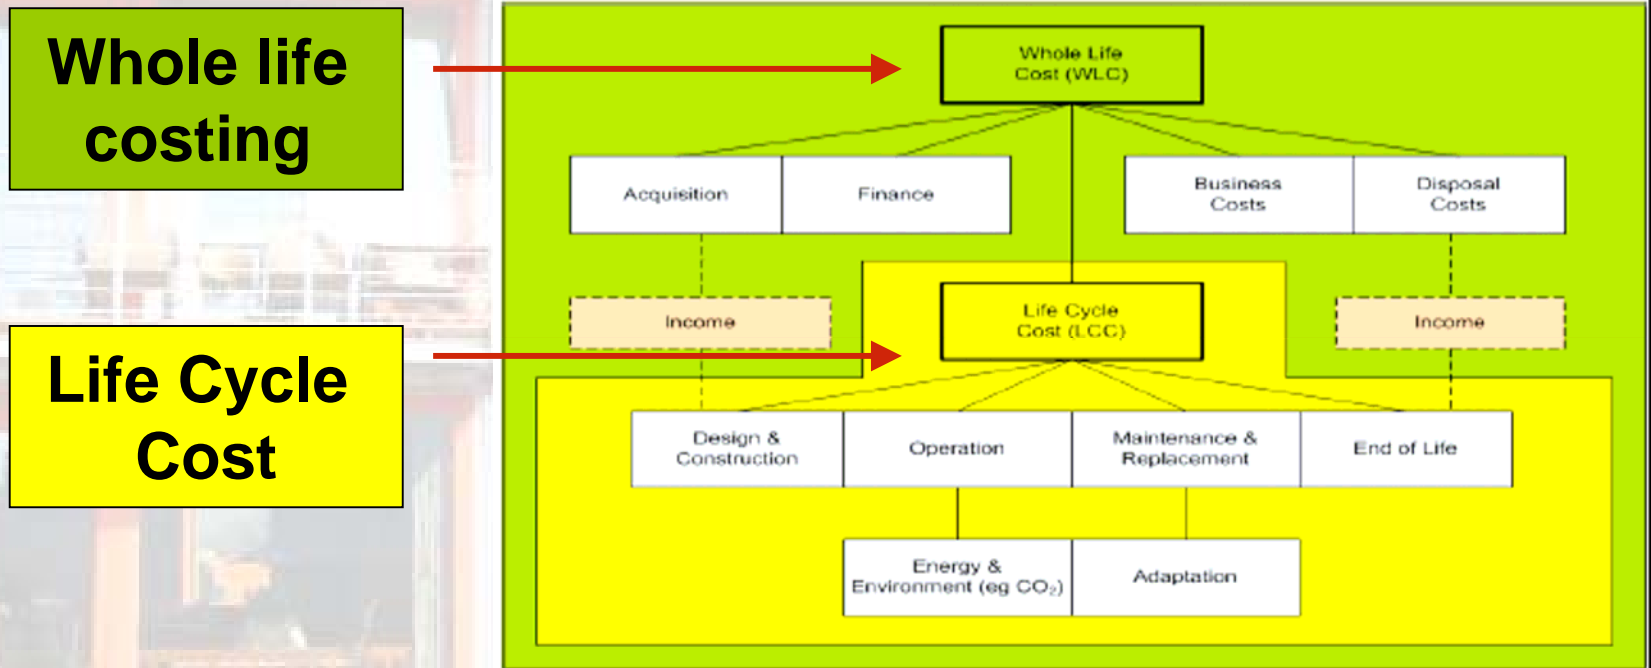 Whole life
costing
Whole Life
Cost (WLC)
Acquisition
Finance
Business
Costs
Disposal
Costs
Income
Life Cycle
Cost (LCC)
Income
Life Cycle
Cost
Design &
Construction
Operation
Maintenance &
Replacement
End of Life
Energy &
Environment (eg CO₂)
Adaptation